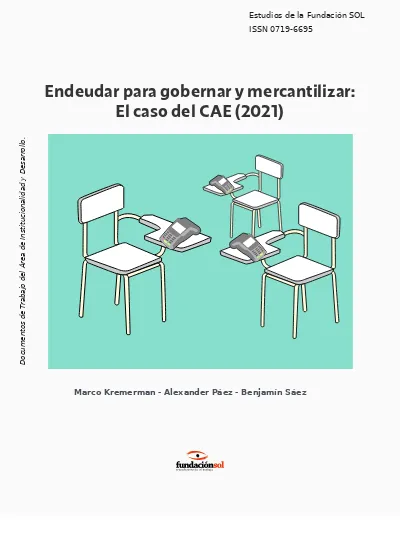 Estudios de la Fundación SOL
ISSN 0719-6695
Endeudar para gobernar y mercantilizar:
El caso del CAE (2021)
Documentos de Trabajo del Área de Institucionalidad y Desarrollo.
Marco Kremerman - Alexander Páez - Benjamín Sáez
fundaciónsol